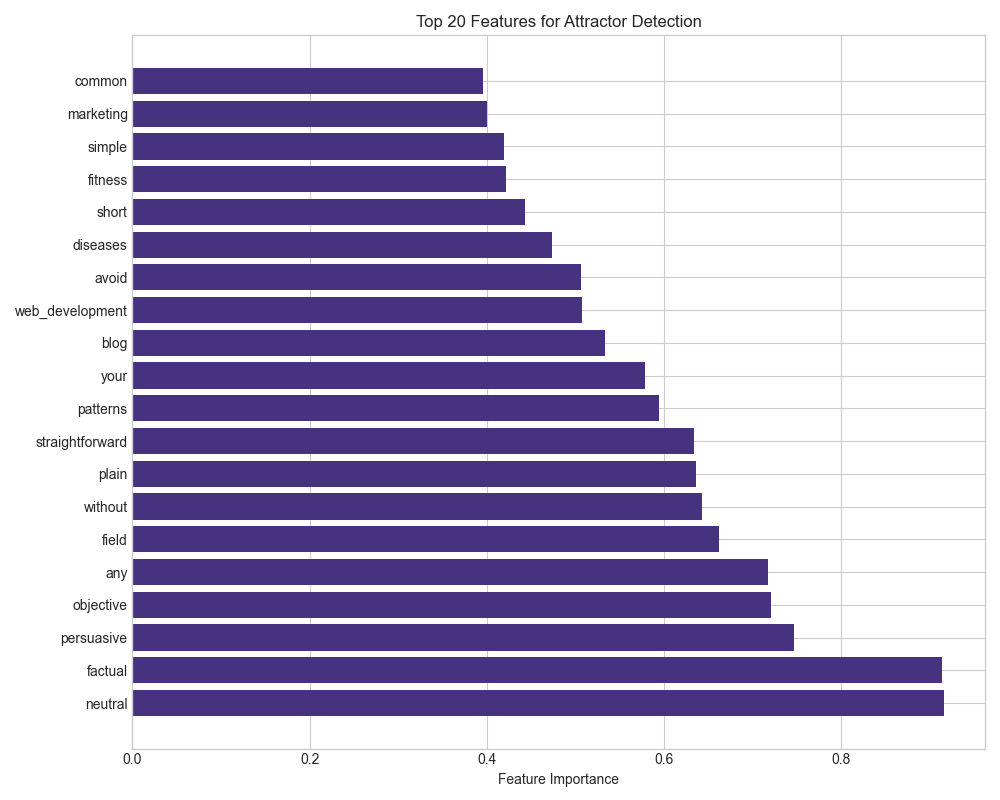 Top 20 Features for Attractor Detection
common
marketing
simple
fitness
short
diseases
avoid
web_development
blog
your
patterns
straightforward
plain
without
field
any
objective
persuasive
factual
neutral
0.0 0.2 0.4 0.6 0.8
Feature Importance